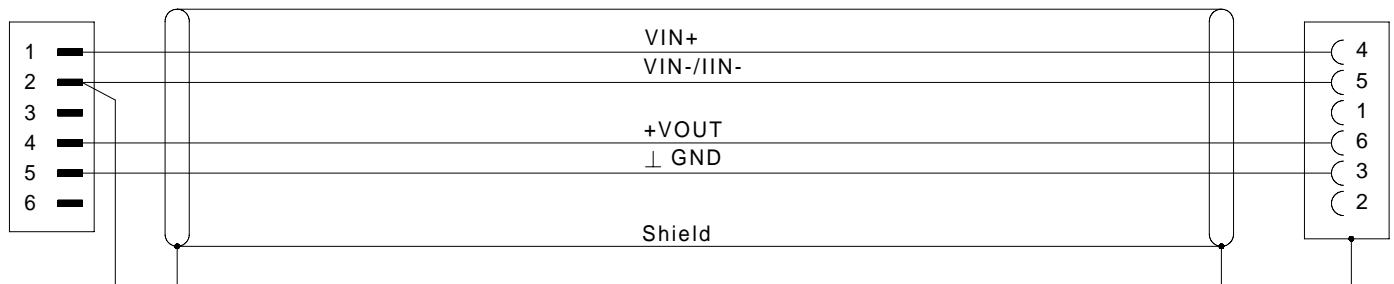 1 VIN+ 4
2 VIN-/IIN- 5
3 1
4 +VOUT 6
5 ⊥ GND 3
6 2
Shield